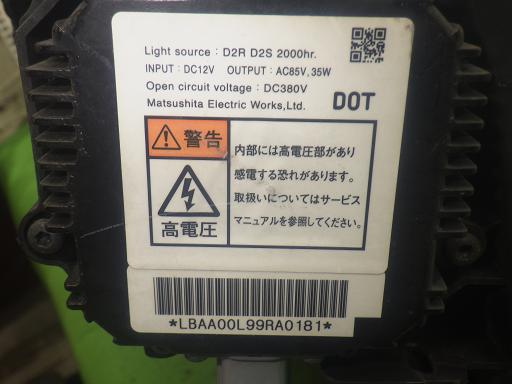 Light source : D2R D2S 2000hr.
INPUT : DC12V OUTPUT : AC85V, 35W
Open circuit voltage : DC380V
Matsushita Electric Works,Ltd.
DOT
警告
高電圧
内部には高電圧部があり
感電する恐れがあります。
取扱いについてはサービス
マニュアルを参照してください。
*LBAA00L99RA0181*